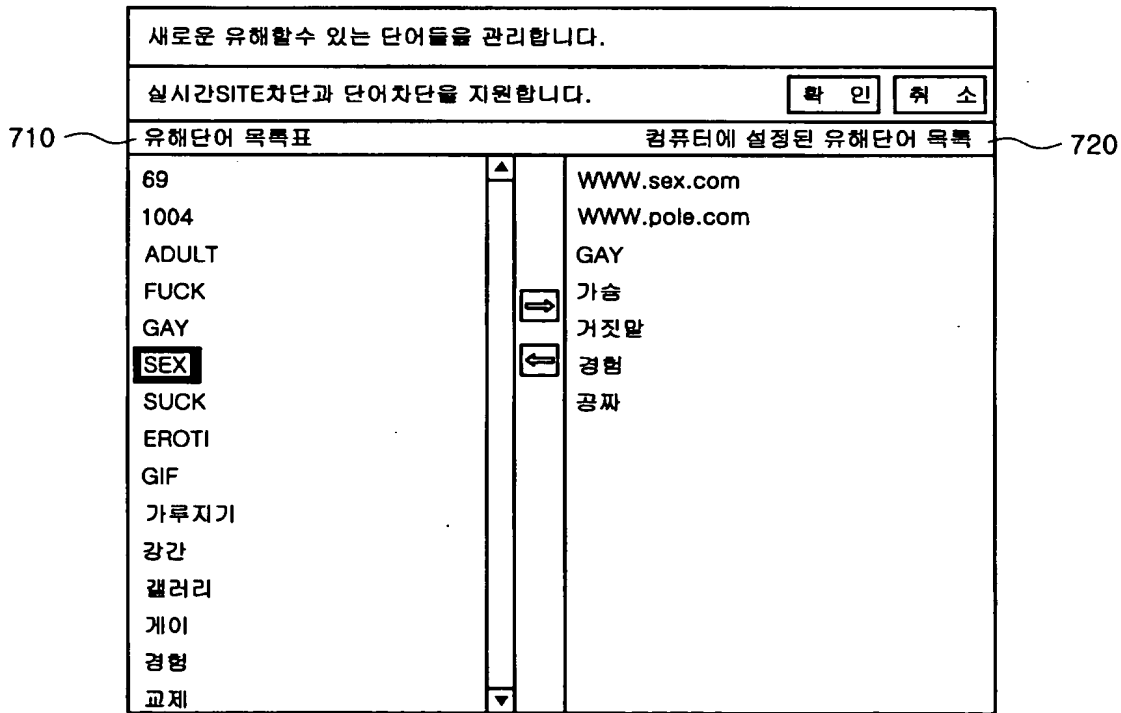 새로운 유해할수 있는 단어들을 관리합니다.
실시간SITE차단과 단어차단을 지원합니다.
확 인
취 소
710
유해단어 목록표
컴퓨터에 설정된 유해단어 목록
720
69
1004
ADULT
FUCK
GAY
SEX
SUCK
EROTI
GIF
가루지기
강간
갤러리
게이
경험
교제
WWW.sex.com
WWW.pole.com
GAY
가슴
거짓말
경험
공짜